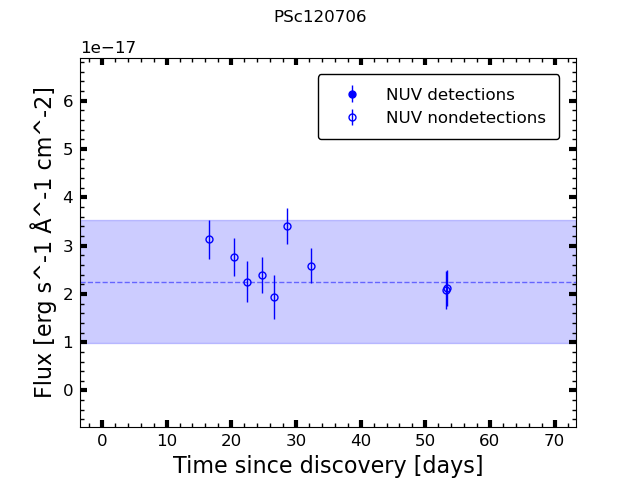 PSc120706
1e−17
NUV detections
NUV nondetections
6
5
4
3
2
1
0
Flux [erg s^-1 Å^-1 cm^-2]
0 10 20 30 40 50 60 70
Time since discovery [days]